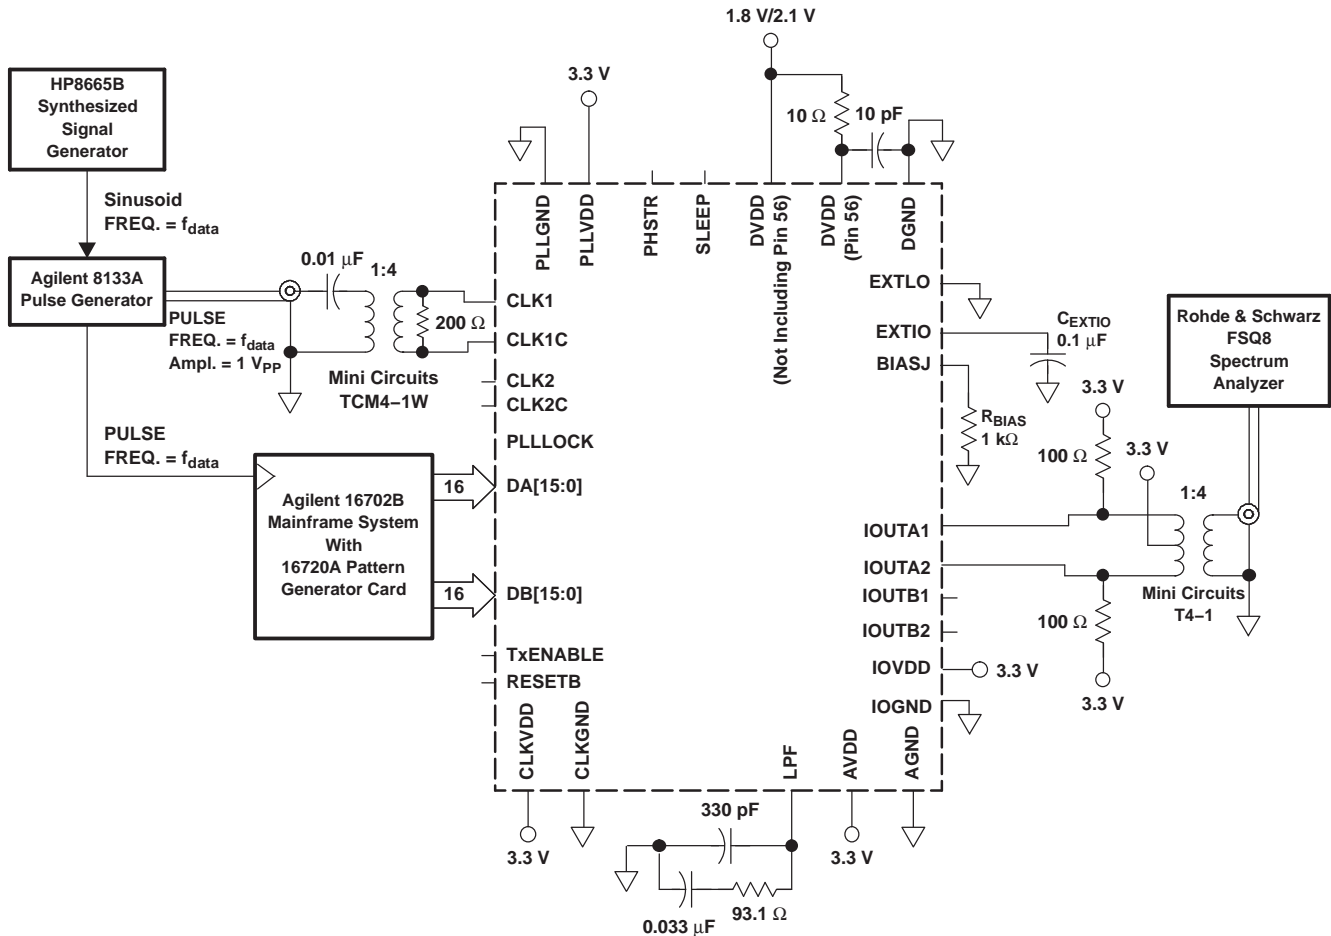 1.8 V/2.1 V
HP8665B
Synthesized
Signal
Generator
3.3 V
10 Ω
10 pF
Sinusoid
FREQ. = fdata
PLLGND
PLLVDD
PHSTR
SLEEP
DVDD
(Not Including Pin 56)
DVDD
(Pin 56)
DGND
Agilent 8133A
Pulse Generator
0.01 μF
1:4
200 Ω
PULSE
FREQ. = fdata
Ampl. = 1 VPP
Mini Circuits
TCM4−1W
CLK1
CLK1C
CLK2
CLK2C
PLLLOCK
DA[15:0]
DB[15:0]
TxENABLE
RESETB
PULSE
FREQ. = fdata
Agilent 16702B
Mainframe System
With
16720A Pattern
Generator Card
16
16
EXTLO
EXTIO
BIASJ
IOUTA1
IOUTA2
IOUTB1
IOUTB2
IOVDD
IOGND
CEXTIO
0.1 μF
RBIAS
1 kΩ
Rohde & Schwarz
FSQ8
Spectrum
Analyzer
3.3 V
100 Ω
3.3 V
1:4
Mini Circuits
T4−1
100 Ω
3.3 V
3.3 V
CLKVDD
CLKGND
LPF
AVDD
AGND
3.3 V
330 pF
3.3 V
0.033 μF
93.1 Ω